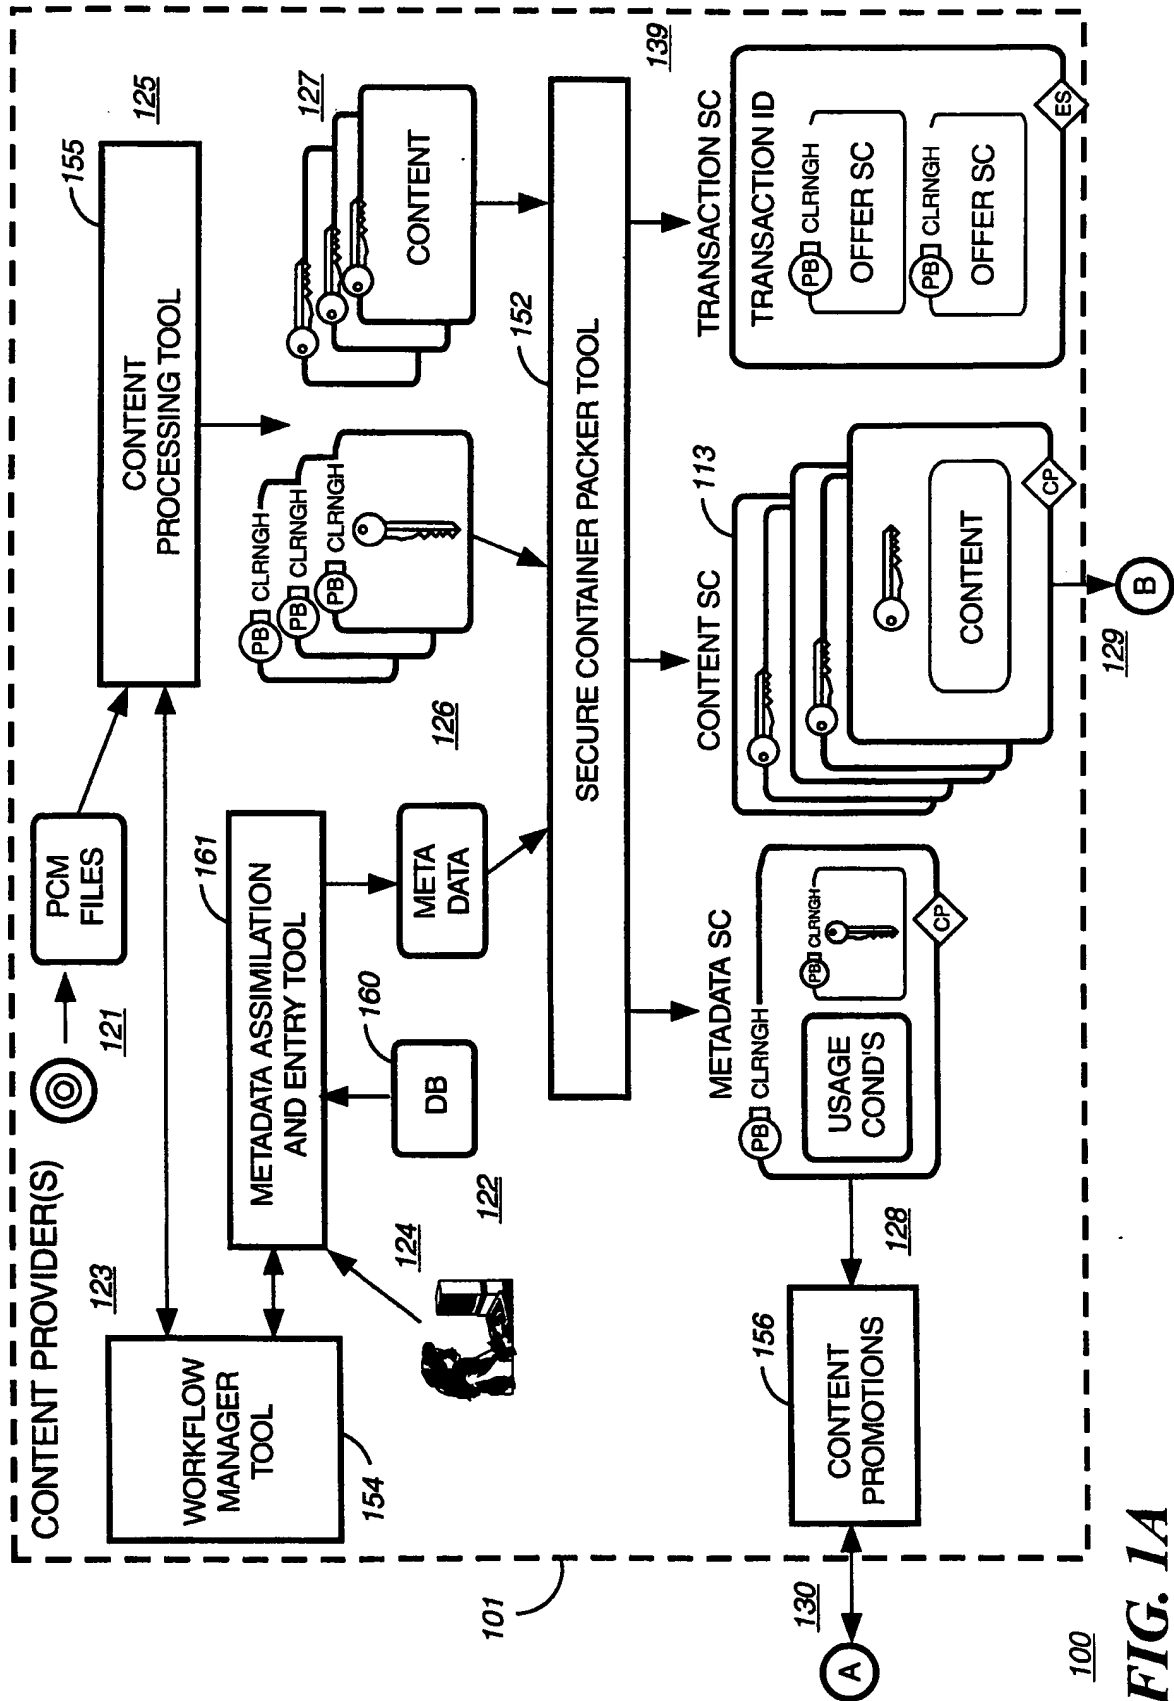 CONTENT PROVIDER(S)
123
WORKFLOW
MANAGER
TOOL
154
121
PCM
FILES
155
CONTENT
PROCESSING TOOL
125
161
METADATA ASSIMILATION
AND ENTRY TOOL
124
122
DB
160
META
DATA
126
PB CLRNGH
PB CLRNGH
PB CLRNGH
127
CONTENT
SECURE CONTAINER PACKER TOOL
152
139
METADATA SC
PB CLRNGH
USAGE
COND'S
PB CLRNGH
CP
CONTENT SC
113
CONTENT
CP
TRANSACTION SC
TRANSACTION ID
PB CLRNGH
OFFER SC
PB CLRNGH
OFFER SC
ES
128
156
CONTENT
PROMOTIONS
101
130
A
129
B
100
FIG. 1A